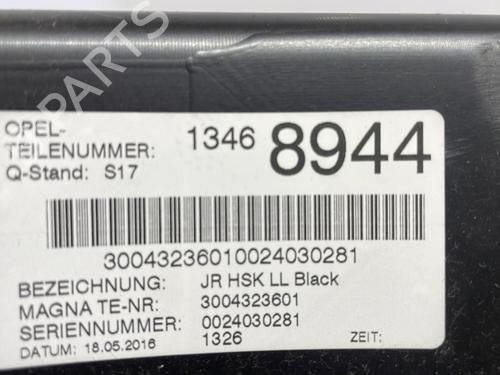 OPEL-
TEILENUMMER: 1346 8944
Q-Stand: S17
30043236010024030281
BEZEICHNUNG: JR HSK LL Black
MAGNA TE-NR: 3004323601
SERIENNUMMER: 0024030281
DATUM: 18.05.2016 1326 ZEIT:
B-PARTS